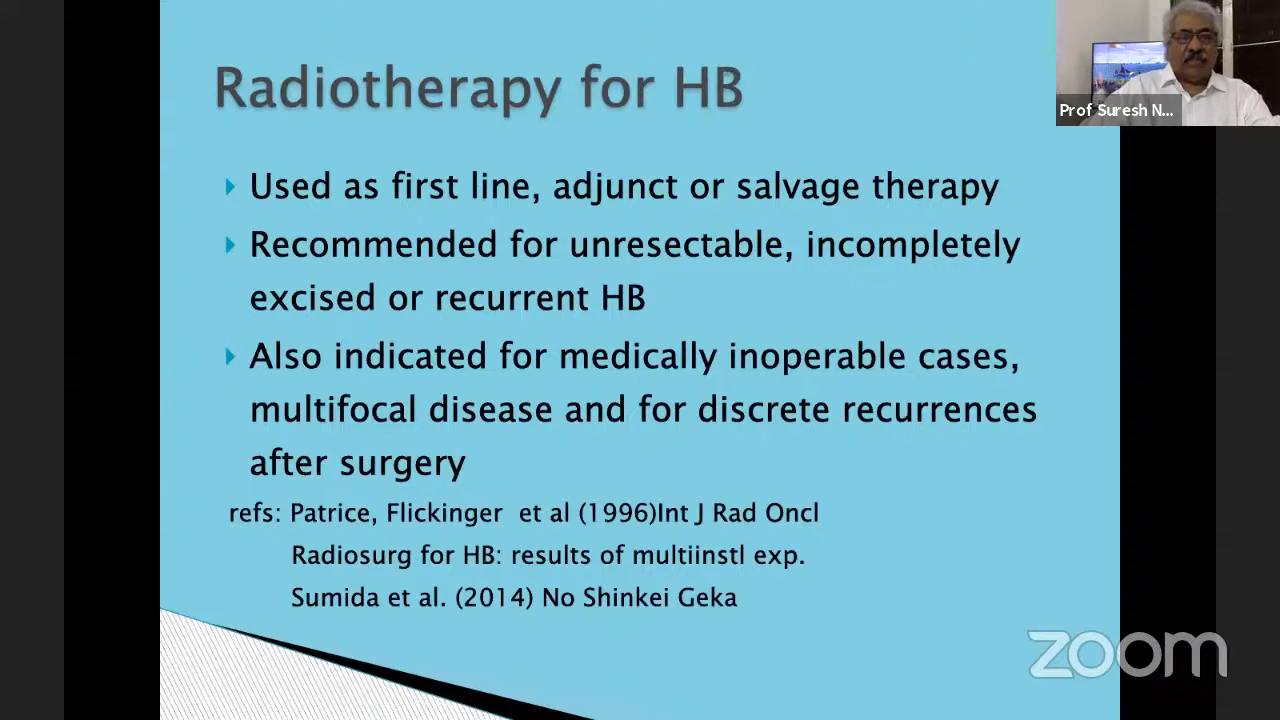 Radiotherapy for HB
Prof Suresh N...
Used as first line, adjunct or salvage therapy
Recommended for unresectable, incompletely
excised or recurrent HB
Also indicated for medically inoperable cases,
multifocal disease and for discrete recurrences
after surgery
refs: Patrice, Flickinger et al (1996)Int J Rad Oncl
Radiosurg for HB: results of multiinstl exp.
Sumida et al. (2014) No Shinkei Geka
zoom